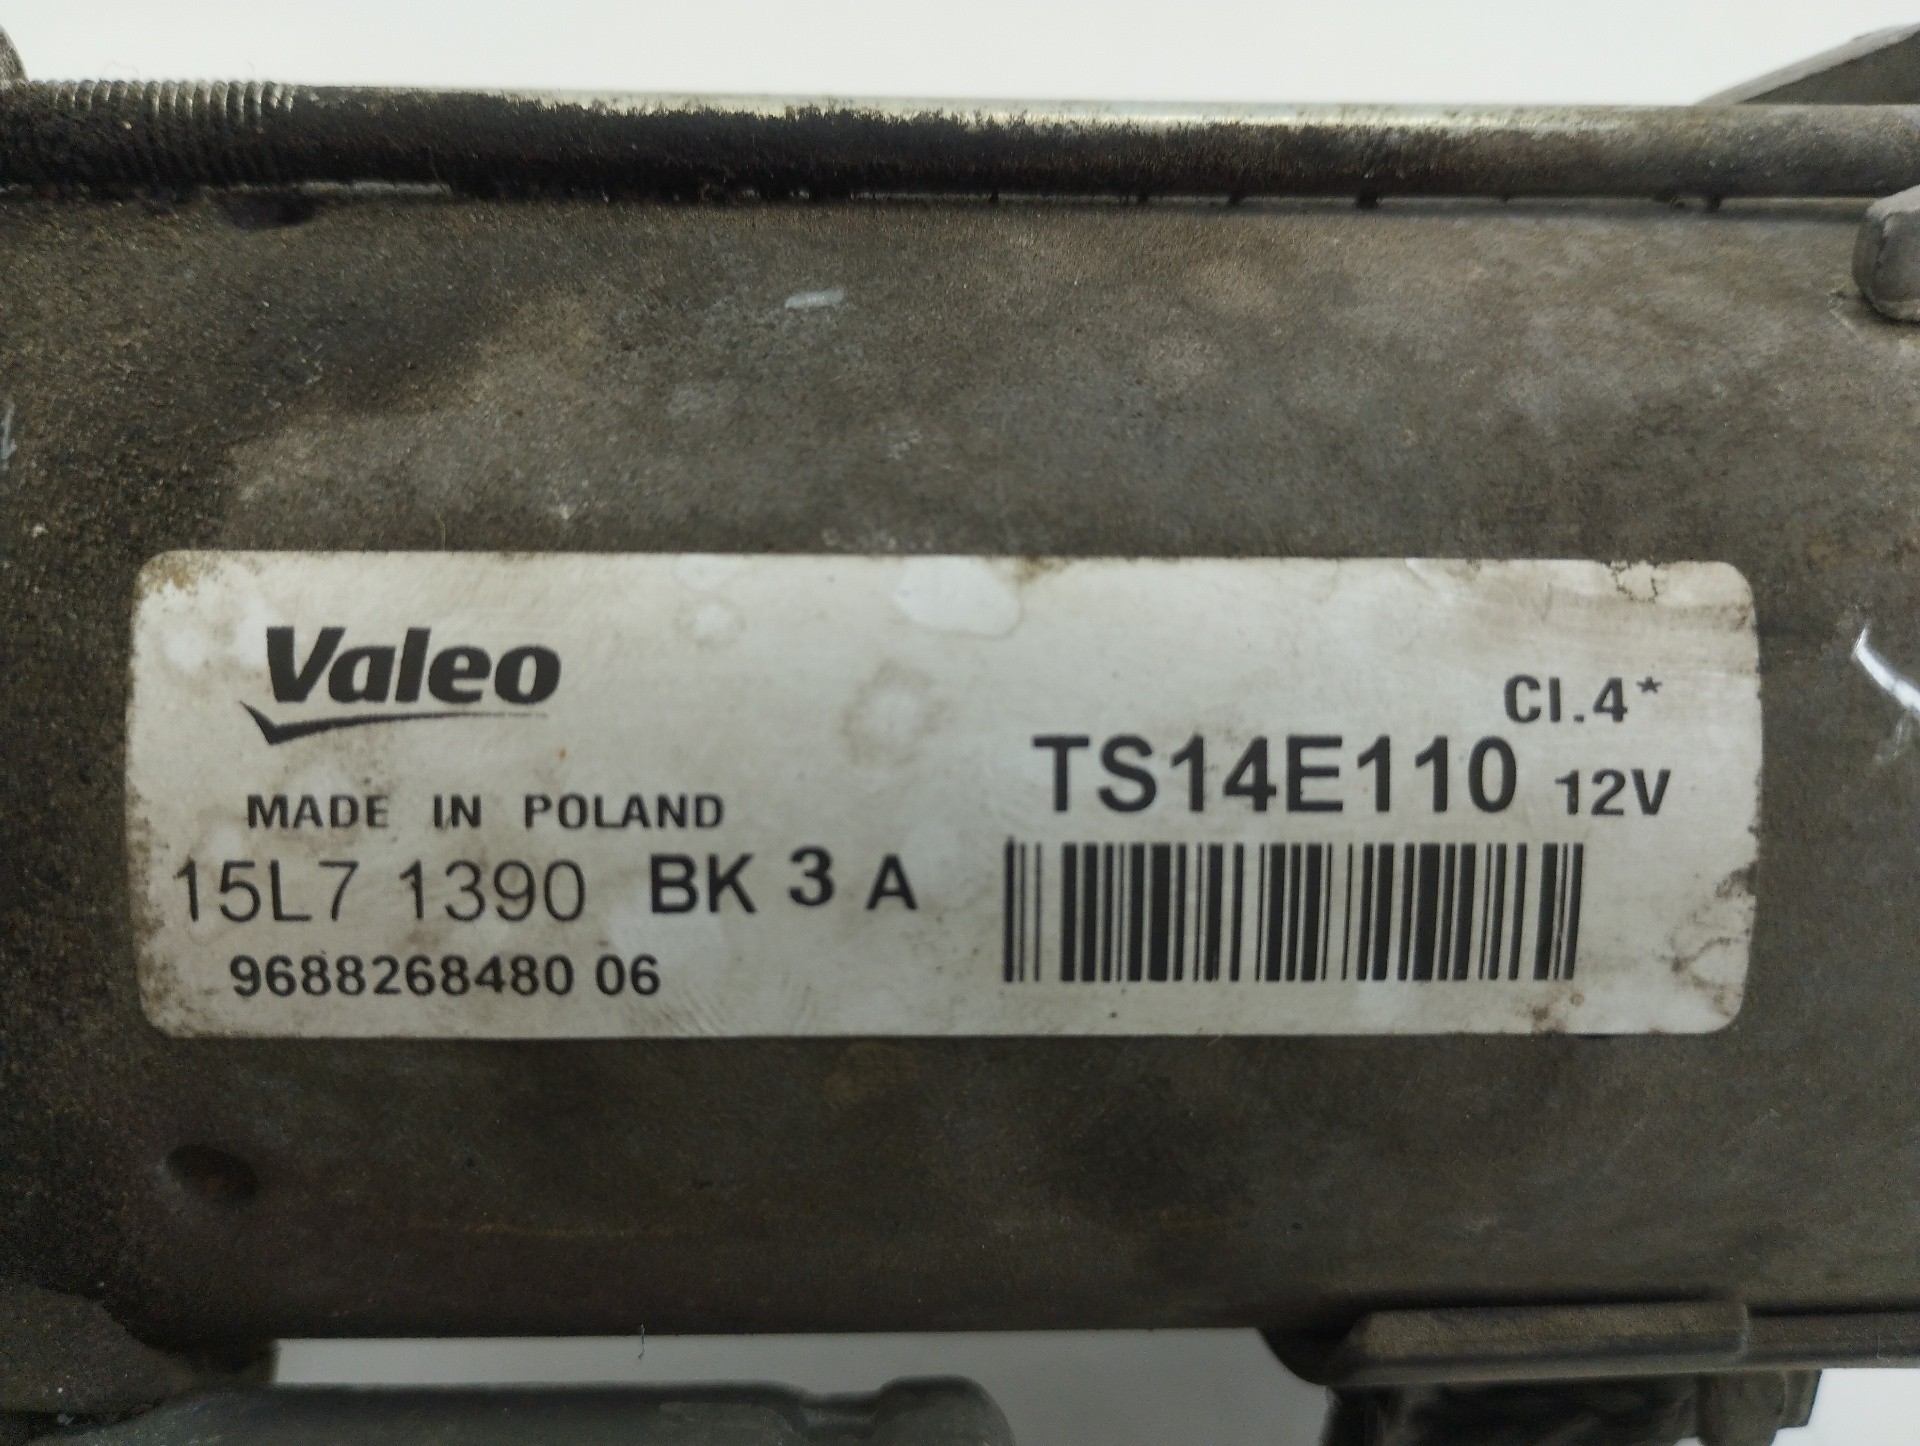 Valeo
MADE IN POLAND
15L7 1390 BK 3 A
9688268480 06
Cl.4*
TS14E110 12V